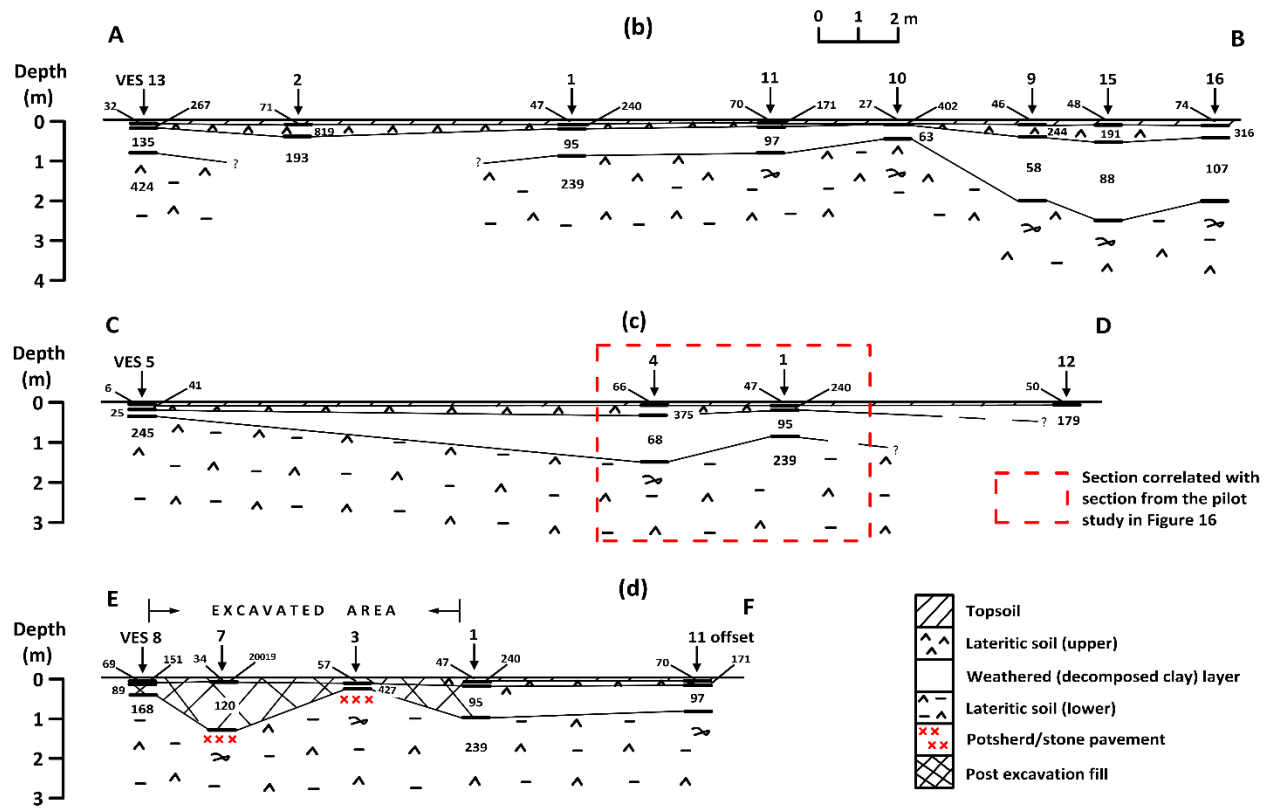 A (b) 0 1 2 m B
Depth (m)
VES 13 2 1 11 10 9 15 16
32 267 71 47 240 70 171 27 402 46 48 74
0
819 244 191 316
135 193 95 97 63
1
? ?
424 239 58 88 107
2
3
4
C (c) D
Depth (m)
VES 5 4 1 12
6 41 66 47 240 50
0
25 375 ? 179
245 68 95
1
239 ?
2
3
Section correlated with
section from the pilot
study in Figure 16
E EXCAVATED AREA (d) F
Depth (m)
VES 8 7 3 1 11 offset
69 151 34 20019 57 47 240 70 171
0
89 427
168 120 95 97
1
239
2
3
Topsoil
Lateritic soil (upper)
Weathered (decomposed clay) layer
Lateritic soil (lower)
Potsherd/stone pavement
Post excavation fill